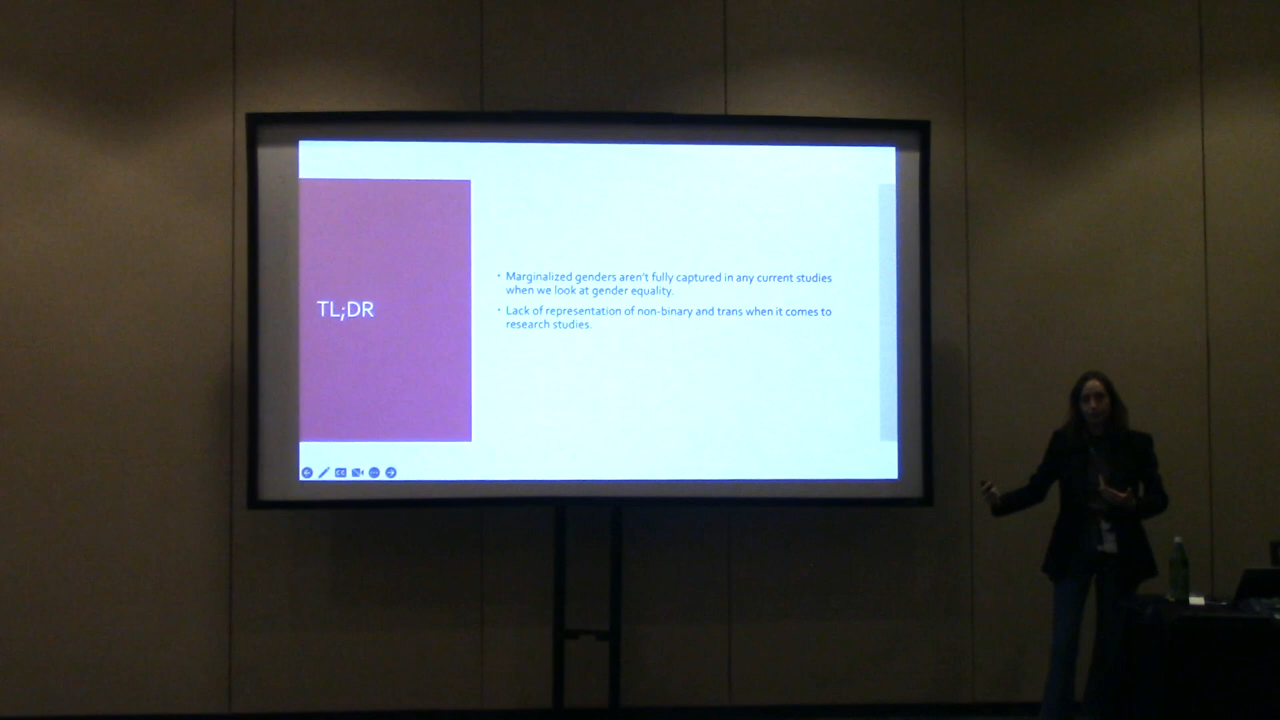 TL;DR
• Marginalized genders aren't fully captured in any current studies
when we look at gender equality.
• Lack of representation of non-binary and trans when it comes to
research studies.